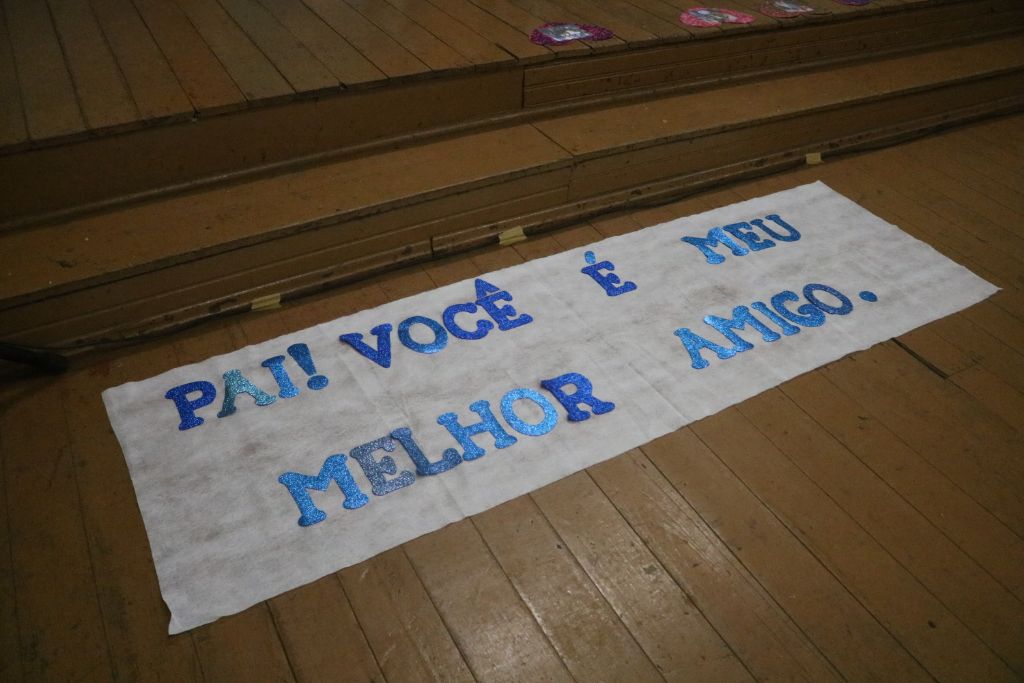 PAI! VOCÊ É MEU
MELHOR AMIGO.